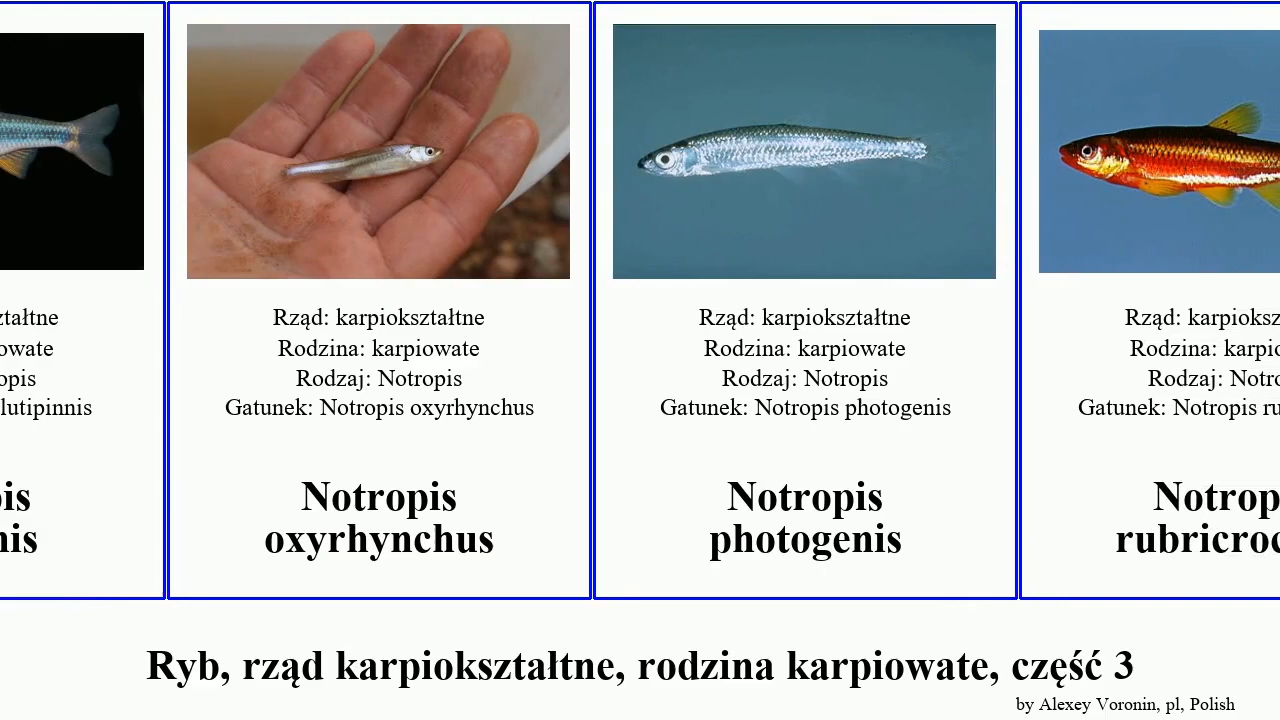 ztałtne
owate
opis
lutipinnis
pis
nis
Rząd: karpiokształtne
Rodzina: karpiowate
Rodzaj: Notropis
Gatunek: Notropis oxyrhynchus
Notropis
oxyrhynchus
Rząd: karpiokształtne
Rodzina: karpiowate
Rodzaj: Notropis
Gatunek: Notropis photogenis
Notropis
photogenis
Rząd: karpioksz
Rodzina: karpio
Rodzaj: Notro
Gatunek: Notropis ru
Notrop
rubricroc
Ryb, rząd karpiokształtne, rodzina karpiowate, część 3
by Alexey Voronin, pl, Polish